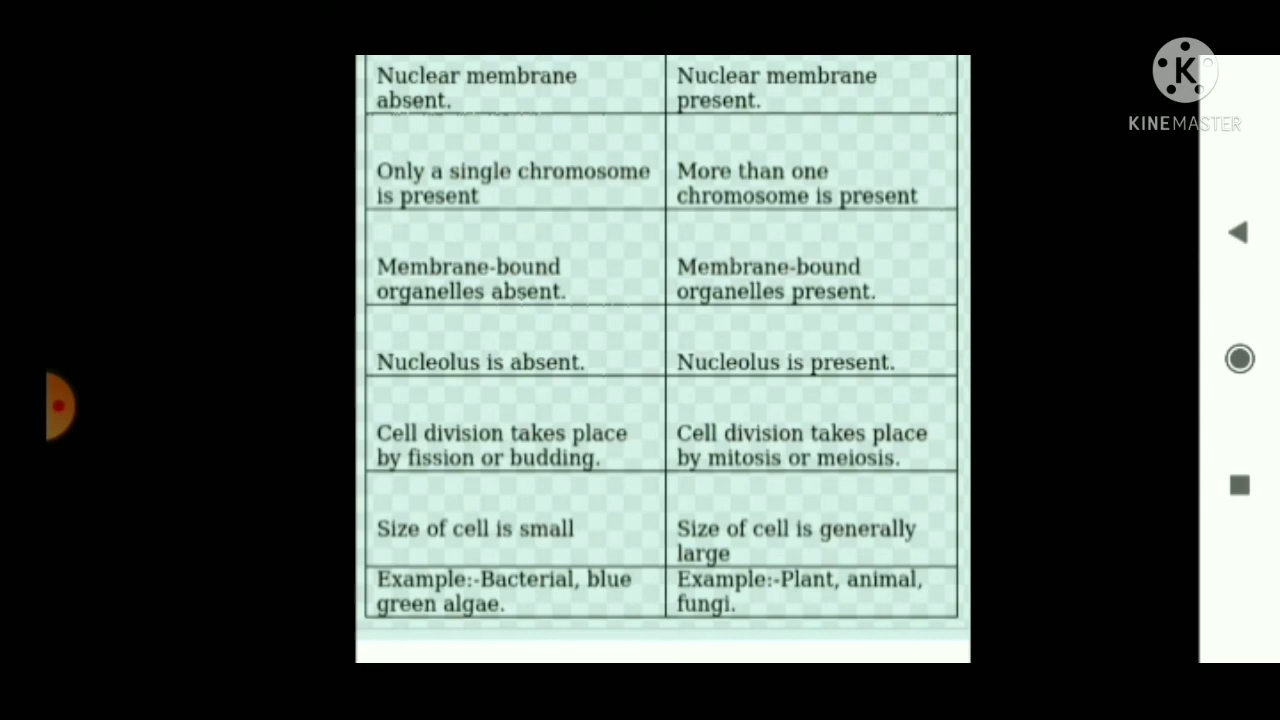 Nuclear membrane
absent.
Nuclear membrane
present.
Only a single chromosome
is present
More than one
chromosome is present
Membrane-bound
organelles absent.
Membrane-bound
organelles present.
Nucleolus is absent.
Nucleolus is present.
Cell division takes place
by fission or budding.
Cell division takes place
by mitosis or meiosis.
Size of cell is small
Size of cell is generally
large
Example:-Bacterial, blue
green algae.
Example:-Plant, animal,
fungi.
K
KINEMASTER